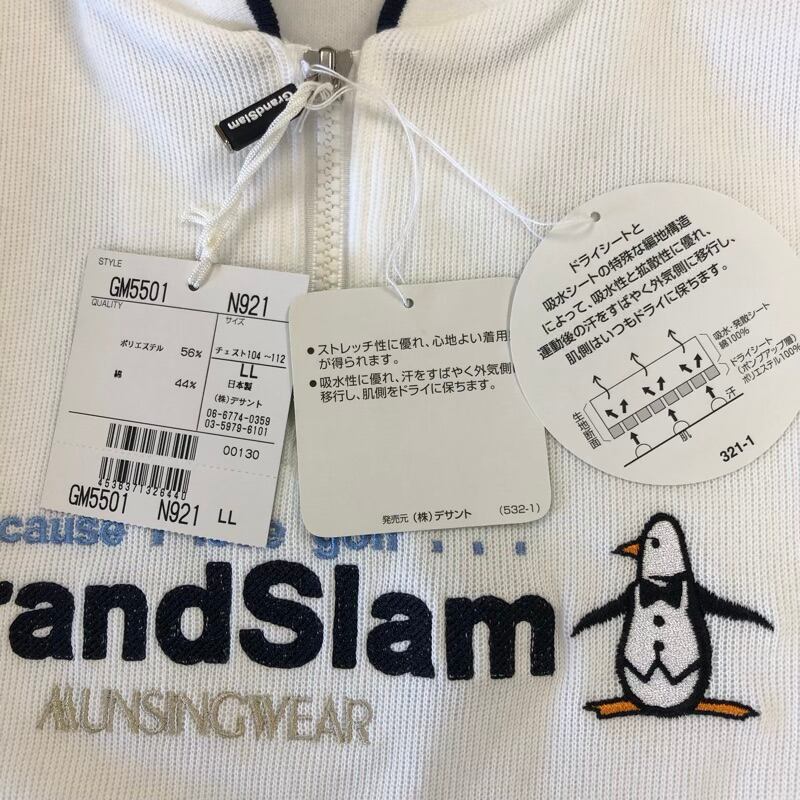 GrandSlam
STYLE
GM5501 N921
QUALITY
サイズ
ポリエステル 56%
綿 44%
チェスト104～112
LL
日本製
(株)デサント
06-6774-0359
03-5979-6101
00130
4536371326440
GM5501 N921 LL
●ストレッチ性に優れ、心地よい着用
が得られます。
●吸水性に優れ、汗をすばやく外気側
移行し、肌側をドライに保ちます。
発売元 (株)デサント (532-1)
ドライシートと
吸水シートの特殊な編地構造
によって、吸水性と拡散性に優れ、
運動後の汗をすばやく外気側に移行し、
肌側はいつもドライに保ちます。
吸水・発散シート
綿100%
ドライシート
(ポンプアップ層)
ポリエステル100%
生地断面
汗
肌
321-1
cause I love golf...
randSlam
MUNSINGWEAR